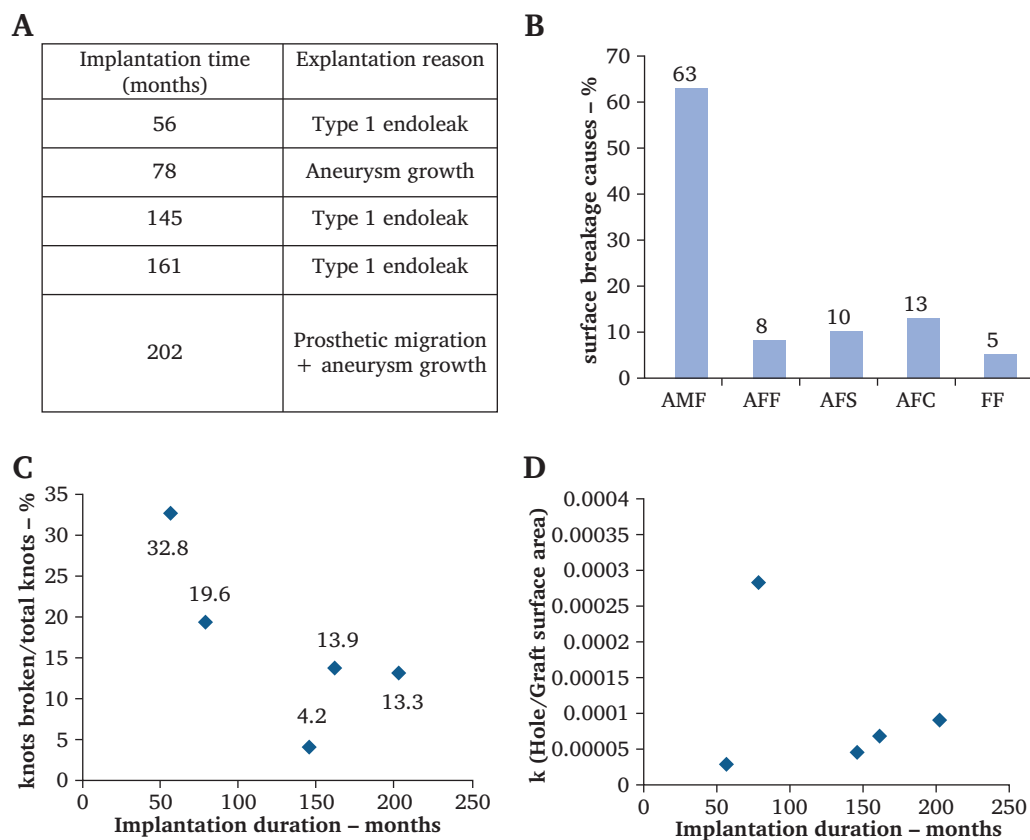 A
Implantation time
(months)
Explantation reason
56
Type 1 endoleak
78
Aneurysm growth
145
Type 1 endoleak
161
Type 1 endoleak
202
Prosthetic migration
+ aneurysm growth
B
surface breakage causes – %
70
60
50
40
30
20
10
0
63
8
10
13
5
AMF AFF AFS AFC FF
C
knots broken/total knots – %
35
30
25
20
15
10
5
0
32.8
19.6
13.9
4.2
13.3
0 50 100 150 200 250
Implantation duration – months
D
k (Hole/Graft surface area)
0.0004
0.00035
0.0003
0.00025
0.0002
0.00015
0.0001
0.00005
0
0 50 100 150 200 250
Implantation duration – months